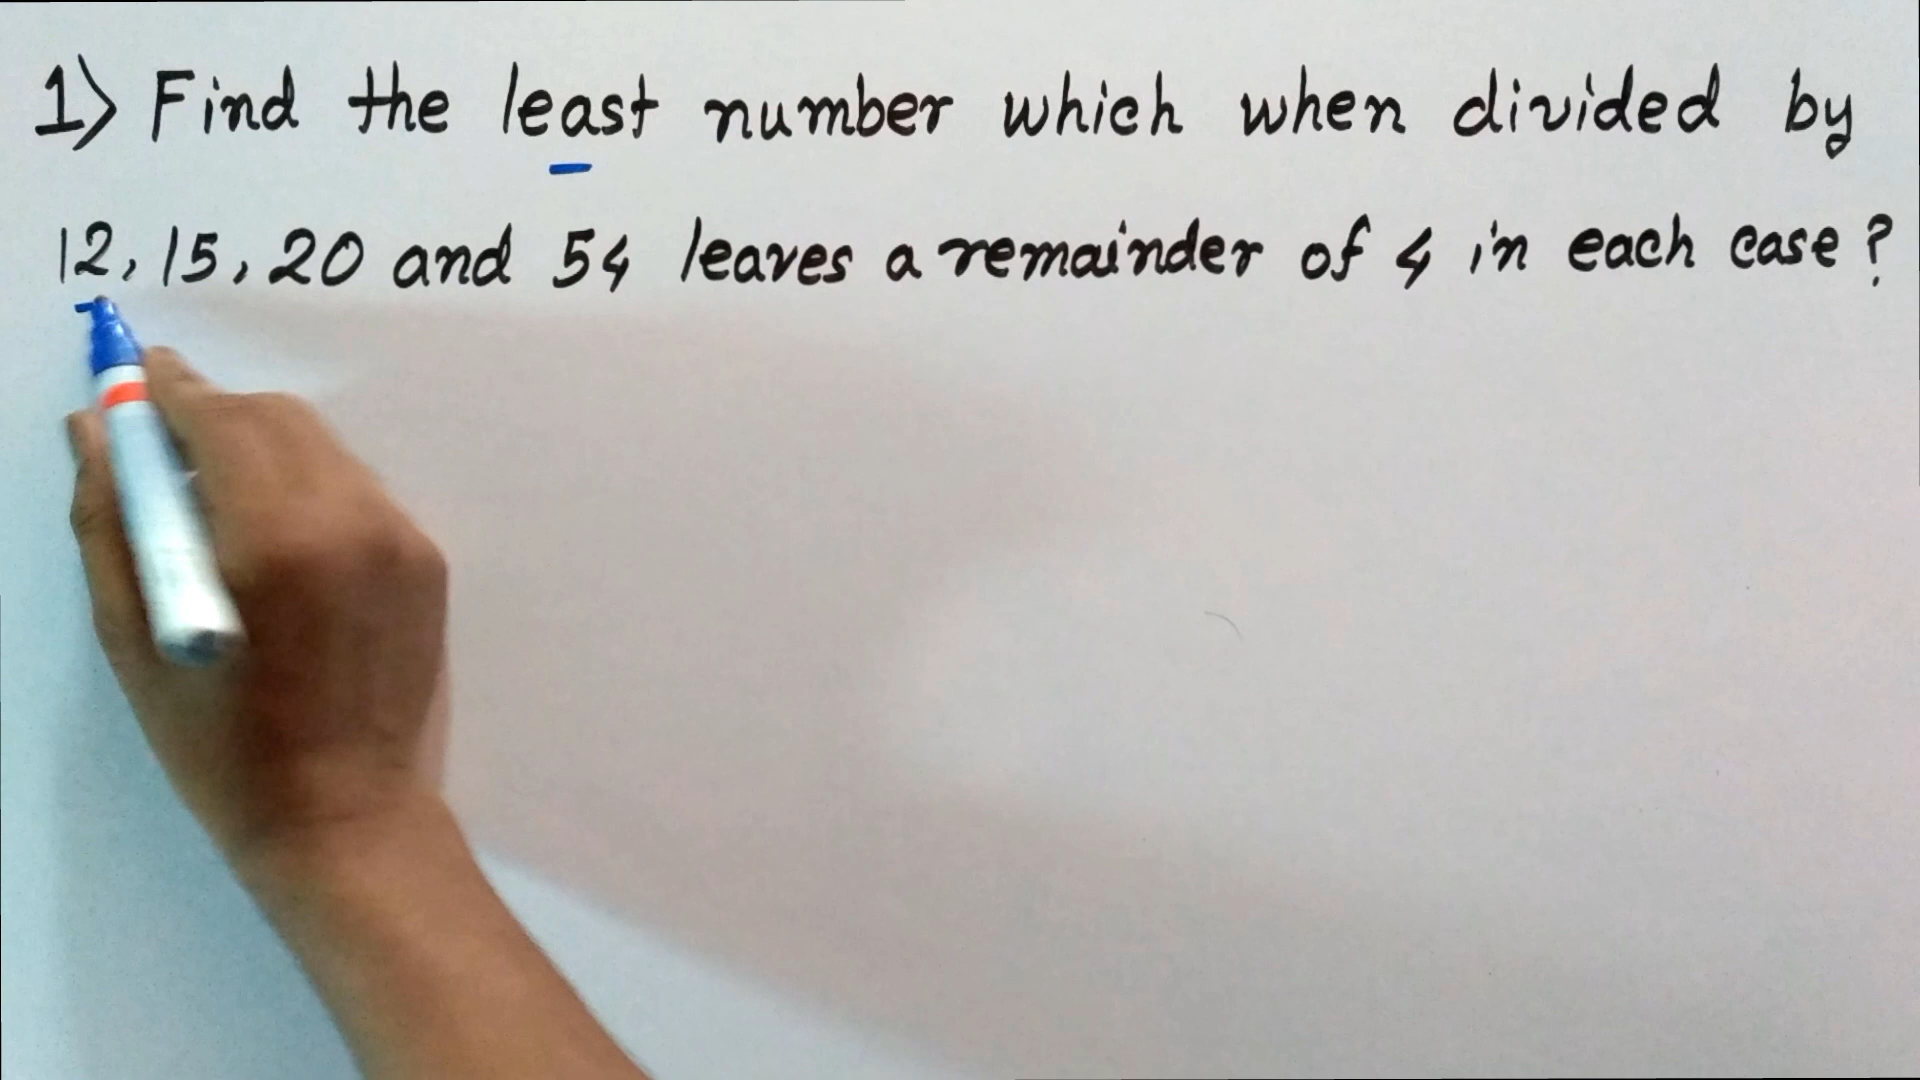 1) Find the least number which when divided by
12, 15, 20 and 54 leaves a remainder of 4 in each case ?